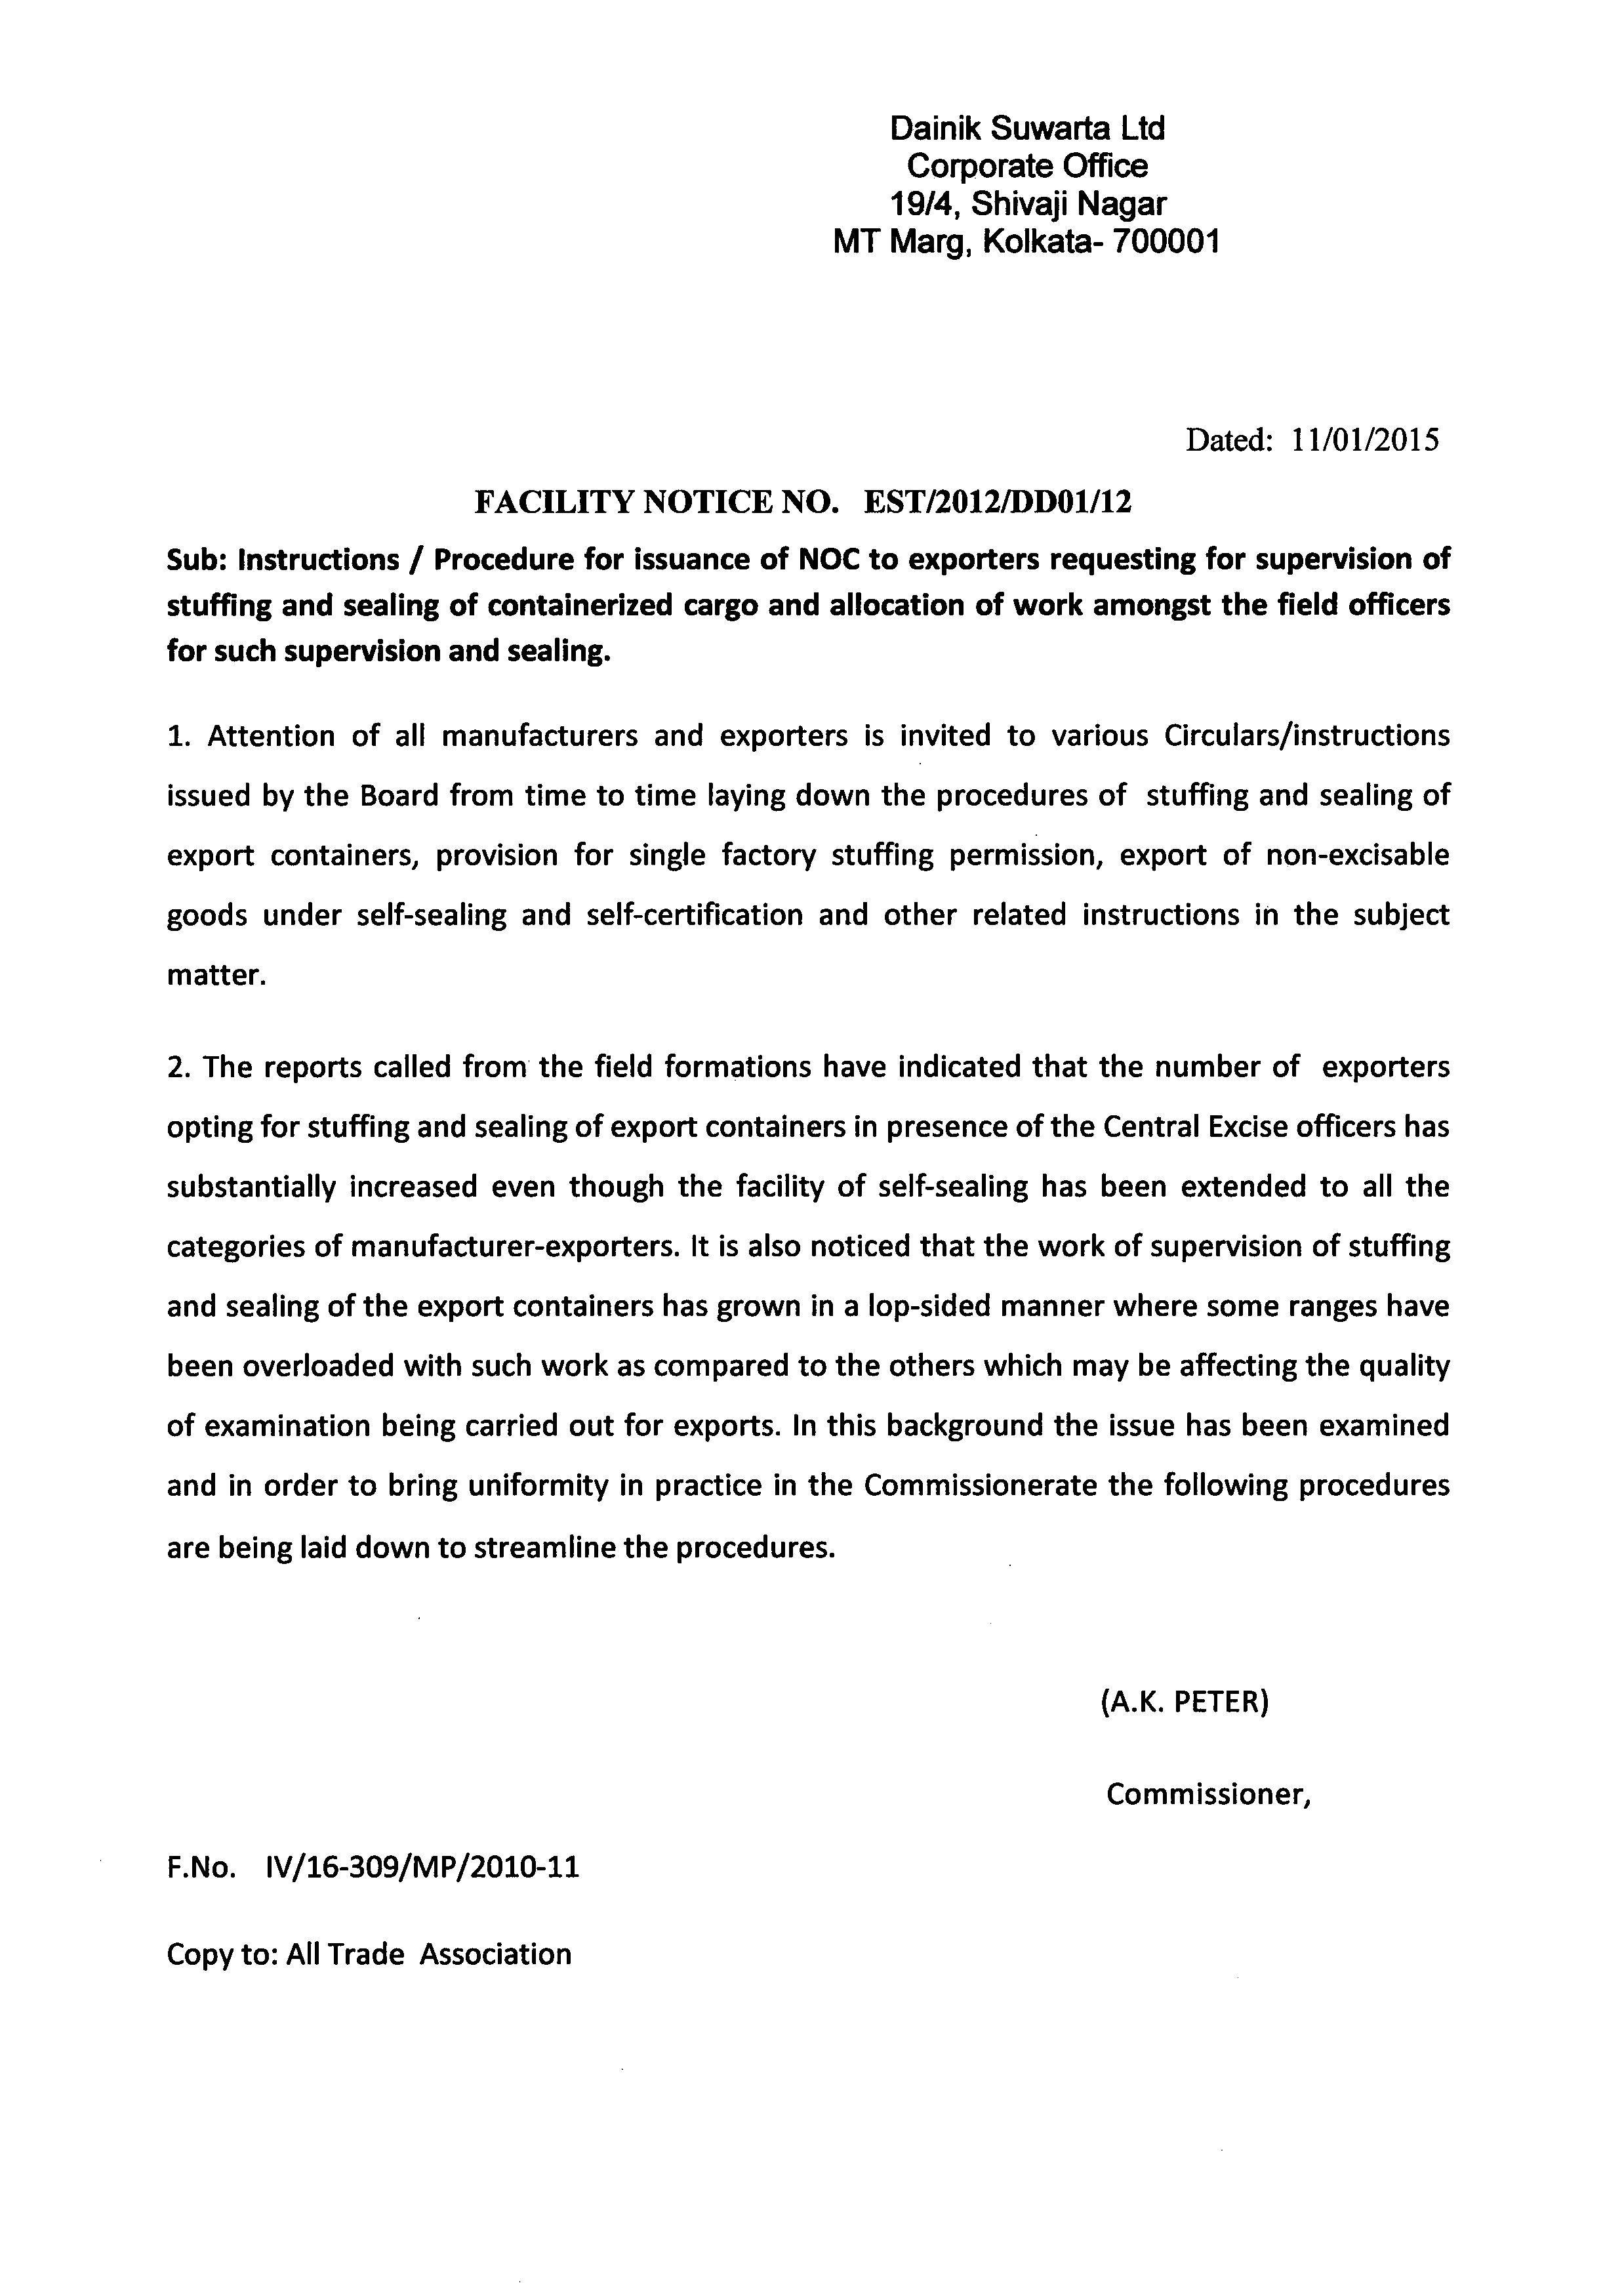 Dainik Suwarta Ltd
Corporate Office
19/4, Shivaji Nagar
MT Marg, Kolkata- 700001
Dated: 11/01/2015
FACILITY NOTICE NO. EST/2012/DD01/12
Sub: Instructions / Procedure for issuance of NOC to exporters requesting for supervision of
stuffing and sealing of containerized cargo and allocation of work amongst the field officers
for such supervision and sealing.
1. Attention of all manufacturers and exporters is invited to various Circulars/instructions
issued by the Board from time to time laying down the procedures of stuffing and sealing of
export containers, provision for single factory stuffing permission, export of non-excisable
goods under self-sealing and self-certification and other related instructions in the subject
matter.
2. The reports called from the field formations have indicated that the number of exporters
opting for stuffing and sealing of export containers in presence of the Central Excise officers has
substantially increased even though the facility of self-sealing has been extended to all the
categories of manufacturer-exporters. It is also noticed that the work of supervision of stuffing
and sealing of the export containers has grown in a lop-sided manner where some ranges have
been overloaded with such work as compared to the others which may be affecting the quality
of examination being carried out for exports. In this background the issue has been examined
and in order to bring uniformity in practice in the Commissionerate the following procedures
are being laid down to streamline the procedures.
(A.K. PETER)
Commissioner,
F.No. IV/16-309/MP/2010-11
Copy to: All Trade Association